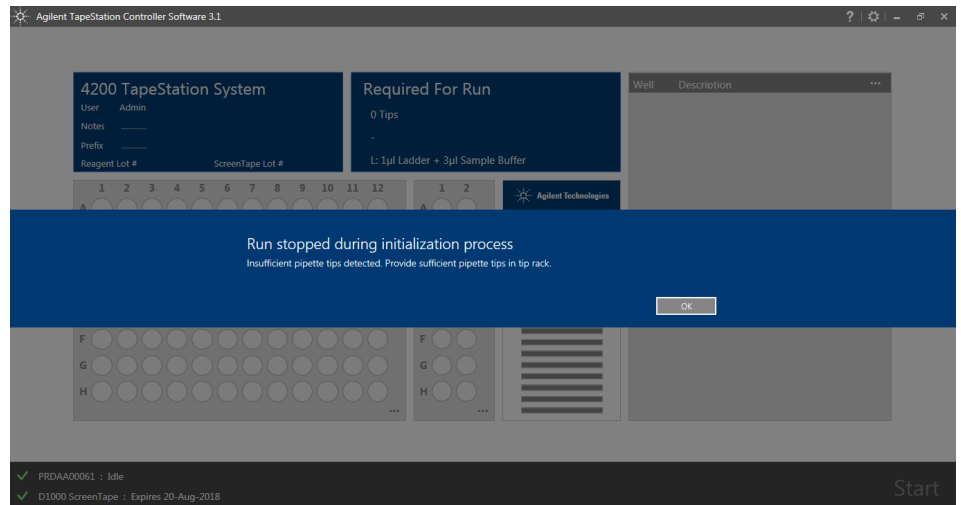 Agilent TapeStation Controller Software 3.1
?
4200 TapeStation System
User Admin
Notes ............
Prefix ............
Reagent Lot # ScreenTape Lot #
Required For Run
0 Tips
-
L: 1µl Ladder + 3µl Sample Buffer
Well Description ...
1 2 3 4 5 6 7 8 9 10 11 12
A
1 2
A
Agilent Technologies
Run stopped during initialization process
Insufficient pipette tips detected. Provide sufficient pipette tips in tip rack.
OK
F
G
H
...
F
G
H
...
PRDAA00061 : Idle
D1000 ScreenTape : Expires 20-Aug-2018
Start